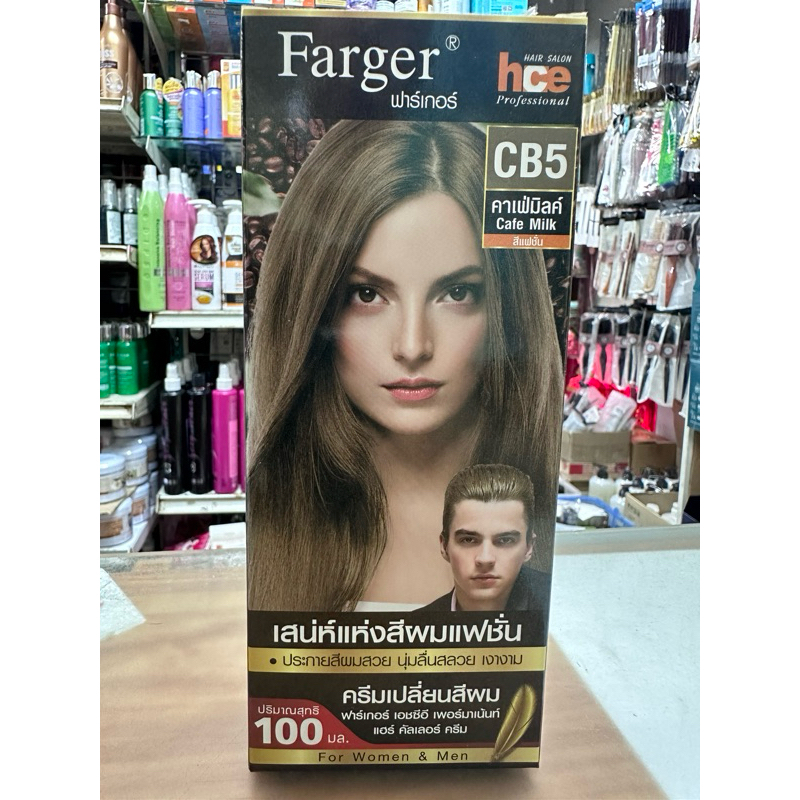 Farger®
ฟาร์เกอร์
HAIR SALON
hce
Professional
CB5
คาเฟ่มิลค์
Cafe Milk
สีแฟชั่น
เสน่ห์แห่งสีผมแฟชั่น
• ประกายสีผมสวย นุ่มลื่นสลวย เงางาม
ปริมาณสุทธิ
100 มล.
ครีมเปลี่ยนสีผม
ฟาร์เกอร์ เอชซีอี เพอร์มาเน้นท์
แฮร์ คัลเลอร์ ครีม
For Women & Men